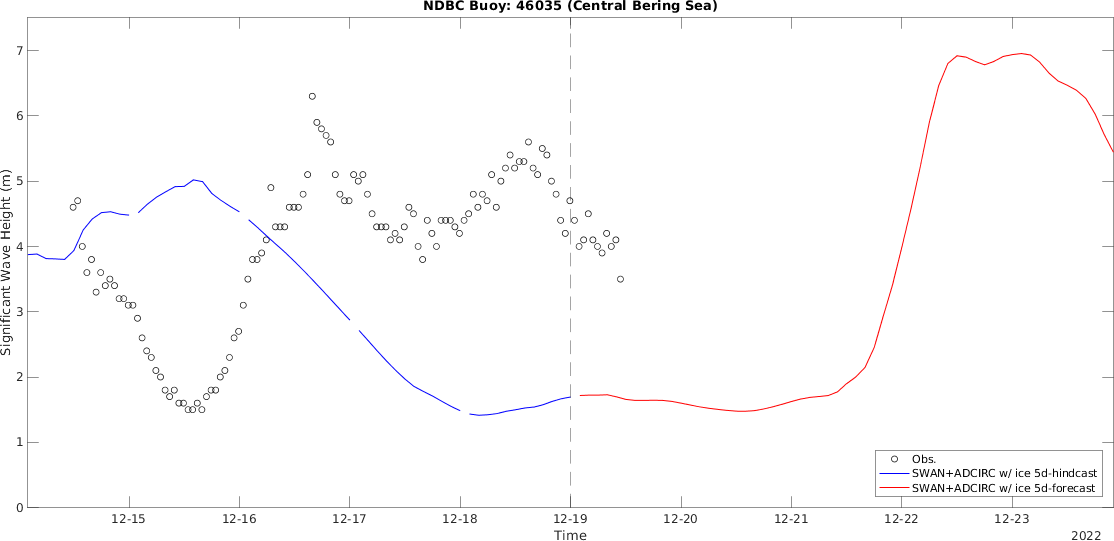 NDBC Buoy: 46035 (Central Bering Sea)
Significant Wave Height (m)
7
6
5
4
3
2
1
0
Obs.
SWAN+ADCIRC w/ ice 5d-hindcast
SWAN+ADCIRC w/ ice 5d-forecast
12-15 12-16 12-17 12-18 12-19 12-20 12-21 12-22 12-23
Time
2022